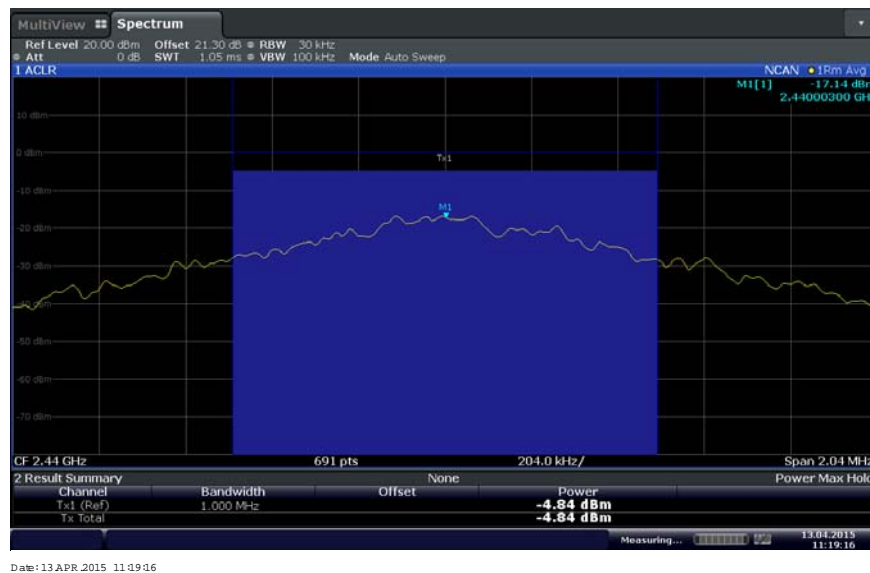 MultiView Spectrum
Ref Level 20.00 dBm Offset 21.30 dB RBW 30 kHz
Att 0 dB SWT 1.05 ms VBW 100 kHz Mode Auto Sweep
1 ACLR NCAN 1Rm Avg
M1[1] -17.14 dBm
2.44000300 GH
10 dBm
0 dBm
Tx1
-10 dBm
M1
-20 dBm
-30 dBm
-40 dBm
-50 dBm
-60 dBm
-70 dBm
CF 2.44 GHz 691 pts 204.0 kHz/ Span 2.04 MHz
2 Result Summary None Power Max Hold
Channel Bandwidth Offset Power
Tx1 (Ref) 1.000 MHz -4.84 dBm
Tx Total -4.84 dBm
Measuring... 13.04.2015
11:19:16
Date: 13.APR.2015 11:19:16